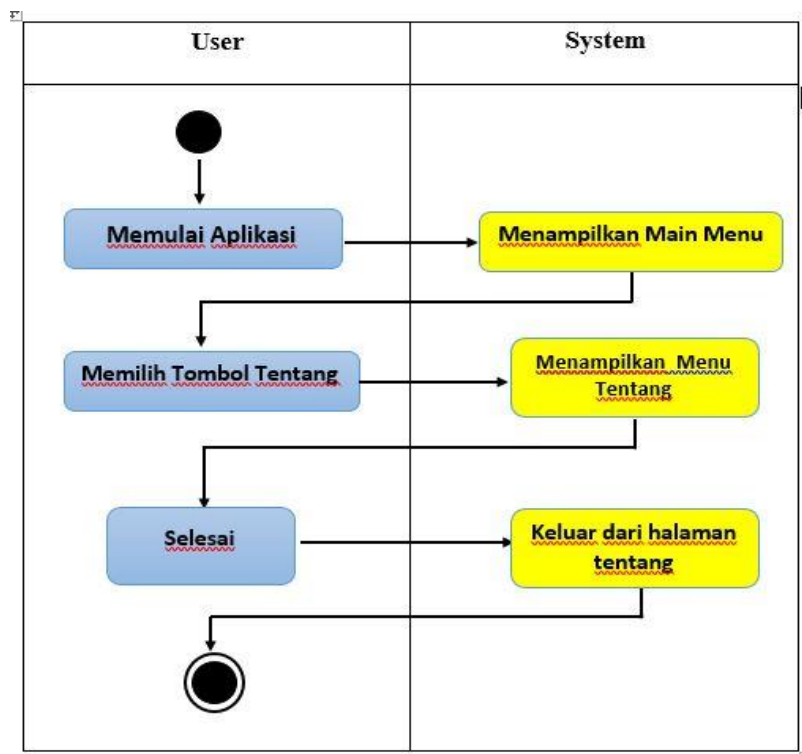 User
System
Memulai Aplikasi
Menampilkan Main Menu
Memilih Tombol Tentang
Menampilkan Menu
Tentang
Selesai
Keluar dari halaman
tentang